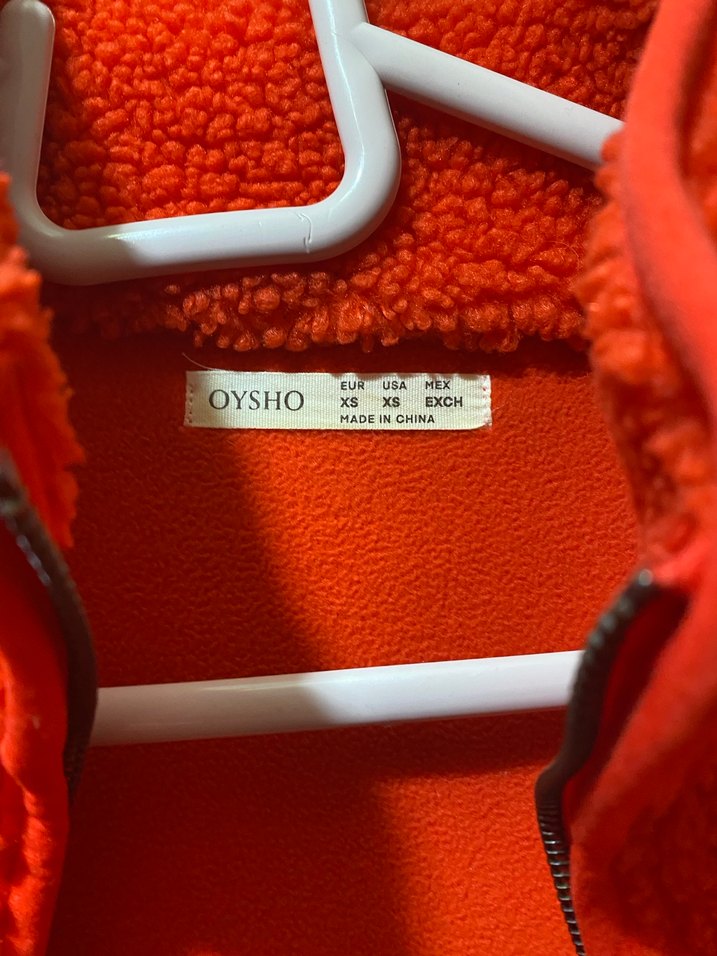 OYSHO
EUR USA MEX
XS XS EXCH
MADE IN CHINA